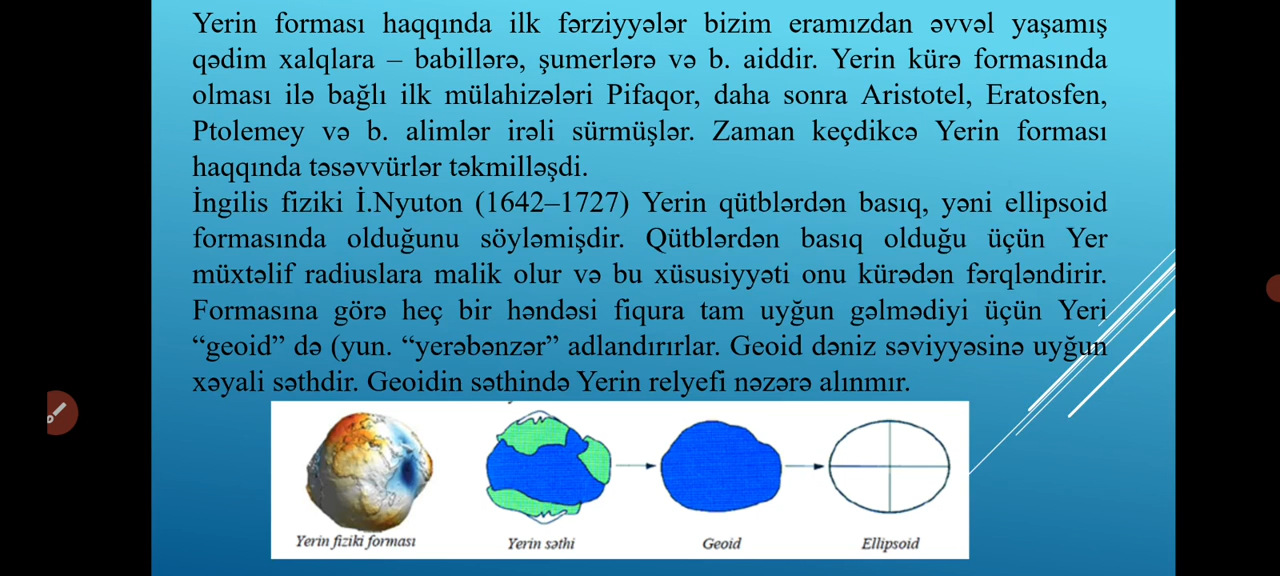 Yerin forması haqqında ilk fərziyyələr bizim eramızdan əvvəl yaşamış
qədim xalqlara – babillərə, şumerlərə və b. aiddir. Yerin kürə formasında
olması ilə bağlı ilk mülahizələri Pifaqor, daha sonra Aristotel, Eratosfen,
Ptolemey və b. alimlər irəli sürmüşlər. Zaman keçdikcə Yerin forması
haqqında təsəvvürlər təkmilləşdi.
İngilis fiziki İ.Nyuton (1642–1727) Yerin qütblərdən basıq, yəni ellipsoid
formasında olduğunu söyləmişdir. Qütblərdən basıq olduğu üçün Yer
müxtəlif radiuslara malik olur və bu xüsusiyyəti onu kürədən fərqləndirir.
Formasına görə heç bir həndəsi fiqura tam uyğun gəlmədiyi üçün Yeri
“geoid” də (yun. “yerəbənzər” adlandırırlar. Geoid dəniz səviyyəsinə uyğun
xəyali səthdir. Geoidin səthində Yerin relyefi nəzərə alınmır.
Yerin fiziki forması
Yerin səthi
Geoid
Ellipsoid